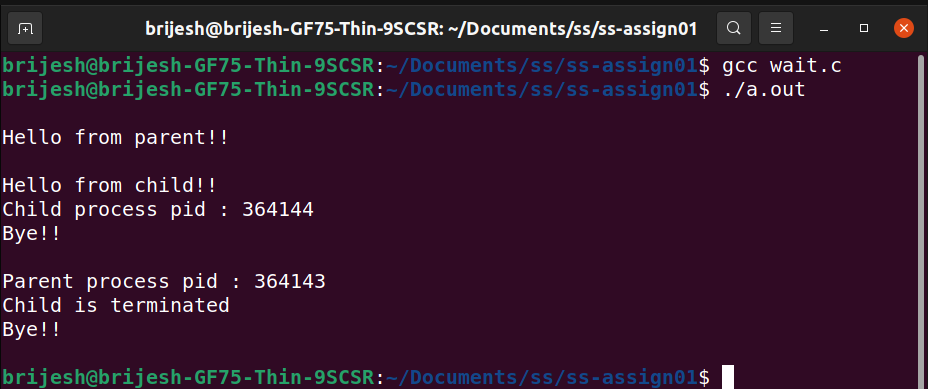 brijesh@brijesh-GF75-Thin-9SCSR: ~/Documents/ss/ss-assign01
brijesh@brijesh-GF75-Thin-9SCSR:~/Documents/ss/ss-assign01$ gcc wait.c
brijesh@brijesh-GF75-Thin-9SCSR:~/Documents/ss/ss-assign01$ ./a.out
Hello from parent!!
Hello from child!!
Child process pid : 364144
Bye!!
Parent process pid : 364143
Child is terminated
Bye!!
brijesh@brijesh-GF75-Thin-9SCSR:~/Documents/ss/ss-assign01$